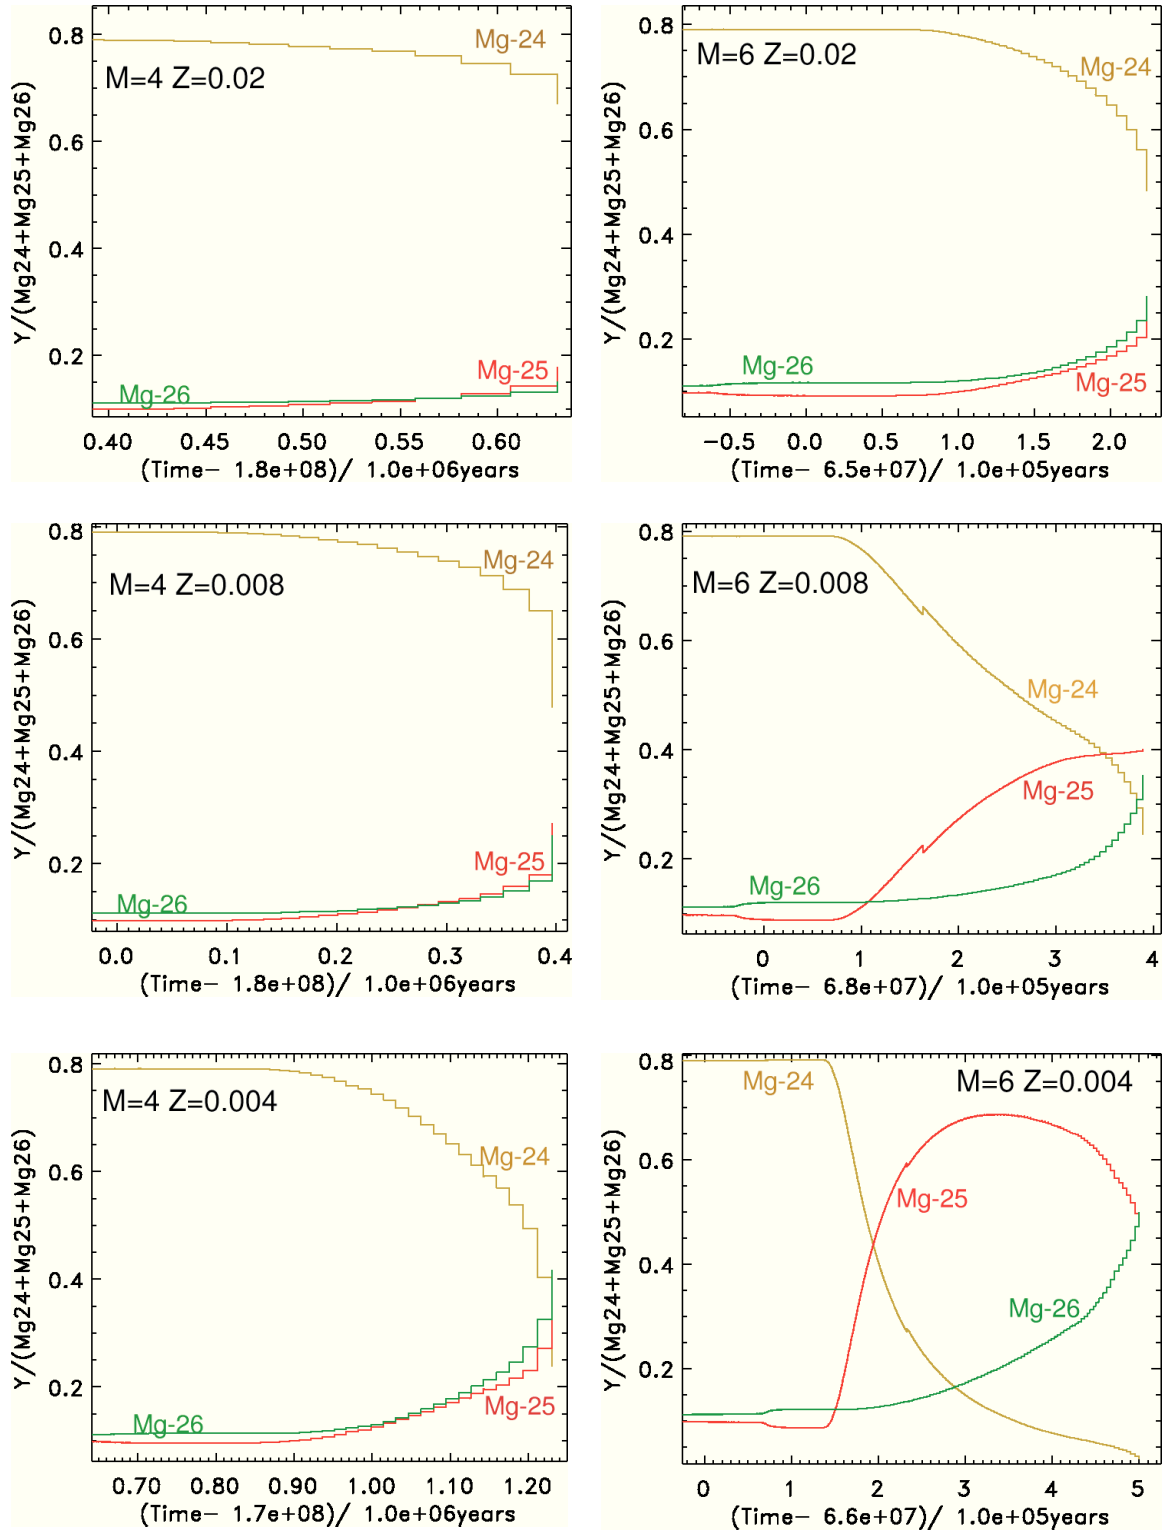 Y/(Mg24+Mg25+Mg26)
0.8
0.6
0.4
0.2
Mg-24
M=4 Z=0.02
Mg-25
Mg-26
0.40 0.45 0.50 0.55 0.60
(Time- 1.8e+08)/ 1.0e+06years
Y/(Mg24+Mg25+Mg26)
0.8
0.6
0.4
0.2
M=6 Z=0.02
Mg-24
Mg-26
Mg-25
-0.5 0.0 0.5 1.0 1.5 2.0
(Time- 6.5e+07)/ 1.0e+05years
Y/(Mg24+Mg25+Mg26)
0.8
0.6
0.4
0.2
Mg-24
M=4 Z=0.008
Mg-25
Mg-26
0.0 0.1 0.2 0.3 0.4
(Time- 1.8e+08)/ 1.0e+06years
Y/(Mg24+Mg25+Mg26)
0.8
0.6
0.4
0.2
M=6 Z=0.008
Mg-24
Mg-25
Mg-26
0 1 2 3 4
(Time- 6.8e+07)/ 1.0e+05years
Y/(Mg24+Mg25+Mg26)
0.8
0.6
0.4
0.2
M=4 Z=0.004
Mg-24
Mg-25
Mg-26
0.70 0.80 0.90 1.00 1.10 1.20
(Time- 1.7e+08)/ 1.0e+06years
Y/(Mg24+Mg25+Mg26)
0.8
0.6
0.4
0.2
Mg-24
M=6 Z=0.004
Mg-25
Mg-26
0 1 2 3 4 5
(Time- 6.6e+07)/ 1.0e+05years